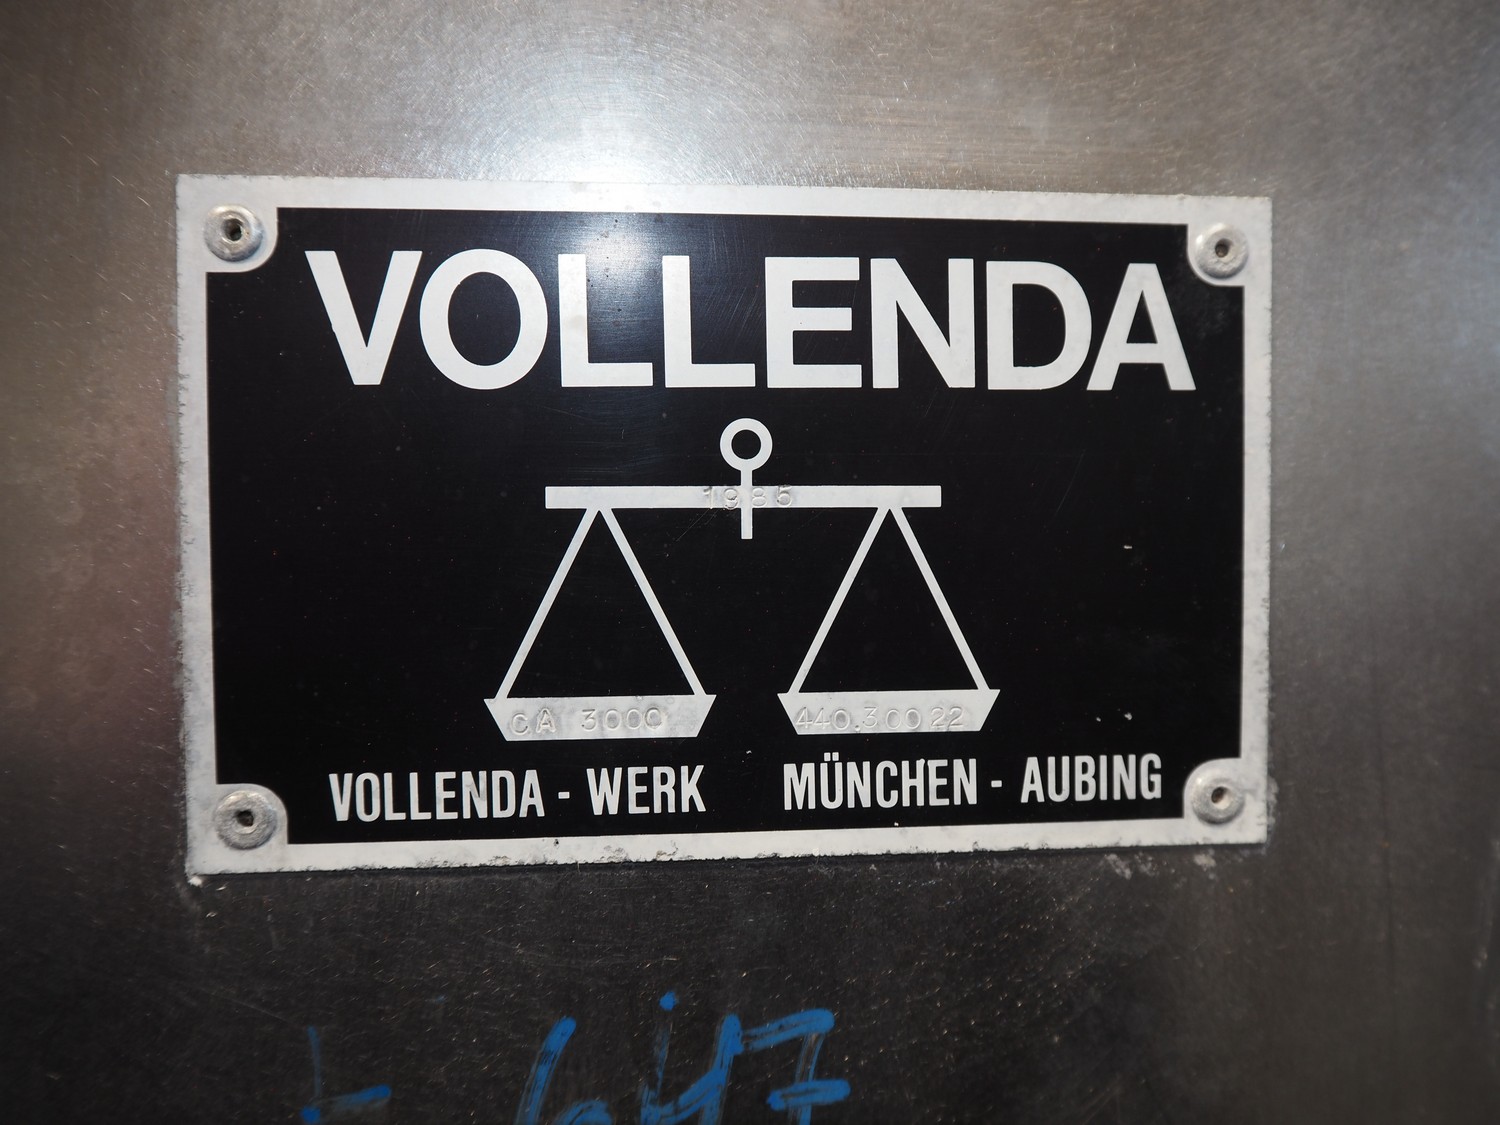 VOLLENDA
1985
CA 3000 440.30022
VOLLENDA - WERK MÜNCHEN - AUBING